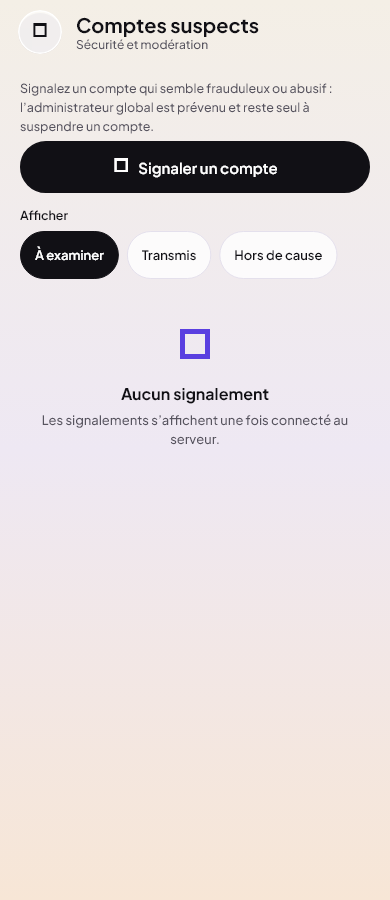 Comptes suspects
Sécurité et modération
Signalez un compte qui semble frauduleux ou abusif :
l’administrateur global est prévenu et reste seul à
suspendre un compte.
Signaler un compte
Afficher
À examiner
Transmis
Hors de cause
Aucun signalement
Les signalements s’affichent une fois connecté au
serveur.